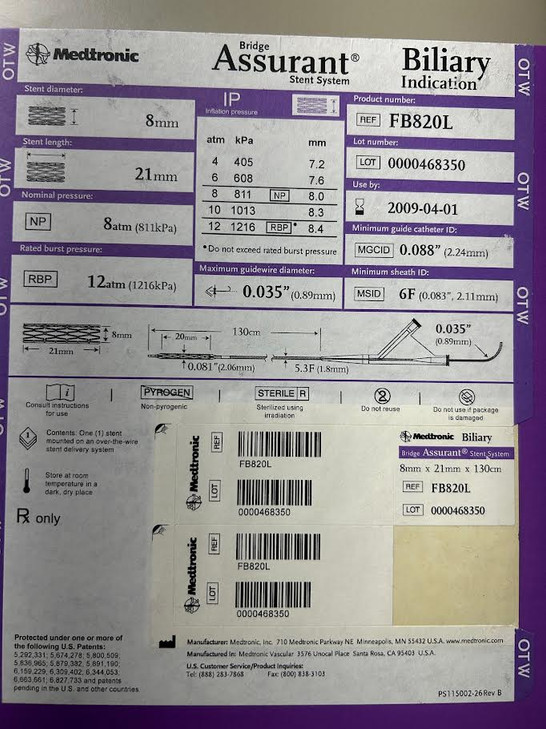 OTW
OTW
OTW
OTW
OTW
OTW
OTW
OTW
Medtronic
Bridge
Assurant®
Stent System
Biliary
Indication
Stent diameter:
8mm
Stent length:
21mm
Nominal pressure:
NP 8atm (811kPa)
Rated burst pressure:
RBP 12atm (1216kPa)
IP
Inflation pressure
atm kPa mm
4 405 7.2
6 608 7.6
8 811 NP 8.0
10 1013 8.3
12 1216 RBP* 8.4
*Do not exceed rated burst pressure
Maximum guidewire diameter:
0.035" (0.89mm)
Product number:
REF FB820L
Lot number:
LOT 0000468350
Use by:
2009-04-01
Minimum guide catheter ID:
MGCID 0.088" (2.24mm)
Minimum sheath ID:
MSID 6F (0.083", 2.11mm)
8mm
21mm
130cm
20mm
0.081" (2.06mm)
5.3F (1.8mm)
0.035"
(0.89mm)
Consult instructions
for use
PYROGEN
Non-pyrogenic
STERILE R
Sterilized using
irradiation
2
Do not reuse
Do not use if package
is damaged
Contents: One (1) stent
mounted on an over-the-wire
stent delivery system
Store at room
temperature in a
dark, dry place
Rx only
Medtronic
REF
FB820L
LOT
0000468350
Medtronic Biliary
Bridge Assurant® Stent System
8mm x 21mm x 130cm
REF FB820L
LOT 0000468350
Medtronic
REF
FB820L
LOT
0000468350
Protected under one or more of
the following U.S. Patents:
5,292,331; 5,674,278; 5,800,509;
5,836,965; 5,879,382; 5,891,190;
6,159,229; 6,309,402; 6,344,053;
6,663,661; 6,827,733 and patents
pending in the U.S. and other countries
Manufacturer: Medtronic, Inc. 710 Medtronic Parkway NE Minneapolis, MN 55432 U.S.A. www.medtronic.com
Manufactured In: Medtronic Vascular 3576 Unocal Place Santa Rosa, CA 95403 U.S.A.
U.S. Customer Service/Product Inquiries:
Tel: (888) 283-7868 Fax: (800) 838-3103
PS115002-26 Rev B